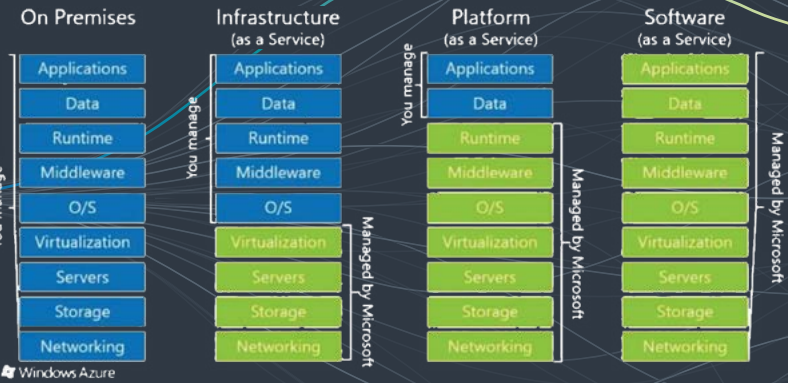 On Premises
Applications
Data
Runtime
Middleware
O/S
Virtualization
Servers
Storage
Networking
Infrastructure
(as a Service)
You manage
Applications
Data
Runtime
Middleware
O/S
Virtualization
Servers
Storage
Networking
Managed by Microsoft
Platform
(as a Service)
You manage
Applications
Data
Runtime
Middleware
O/S
Virtualization
Servers
Storage
Networking
Managed by Microsoft
Software
(as a Service)
Applications
Data
Runtime
Middleware
O/S
Virtualization
Servers
Storage
Networking
Managed by Microsoft
Windows Azure